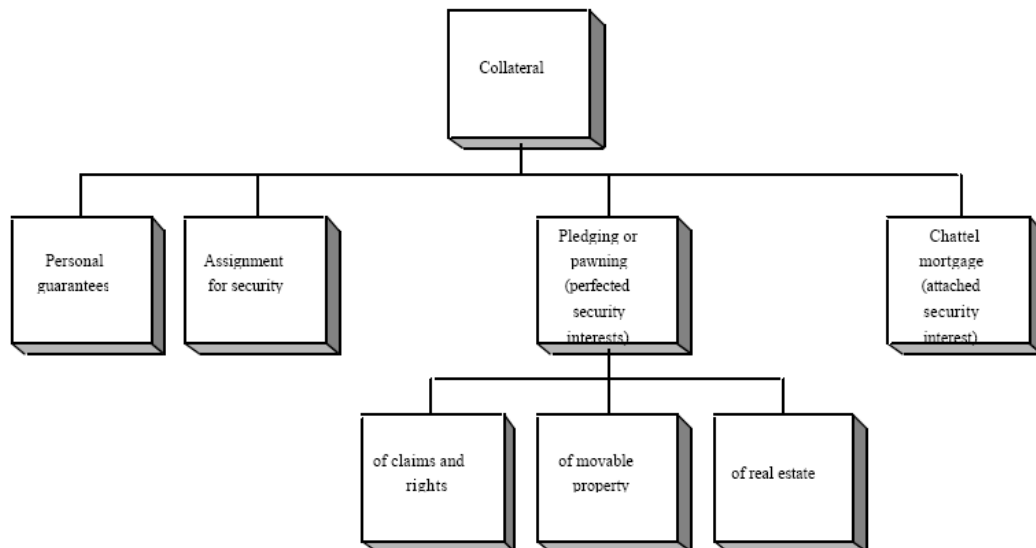 Collateral
Personal
guarantees
Assignment
for security
Pledging or
pawning
(perfected
security
interests)
Chattel
mortgage
(attached
security
interest)
of claims and
rights
of movable
property
of real estate